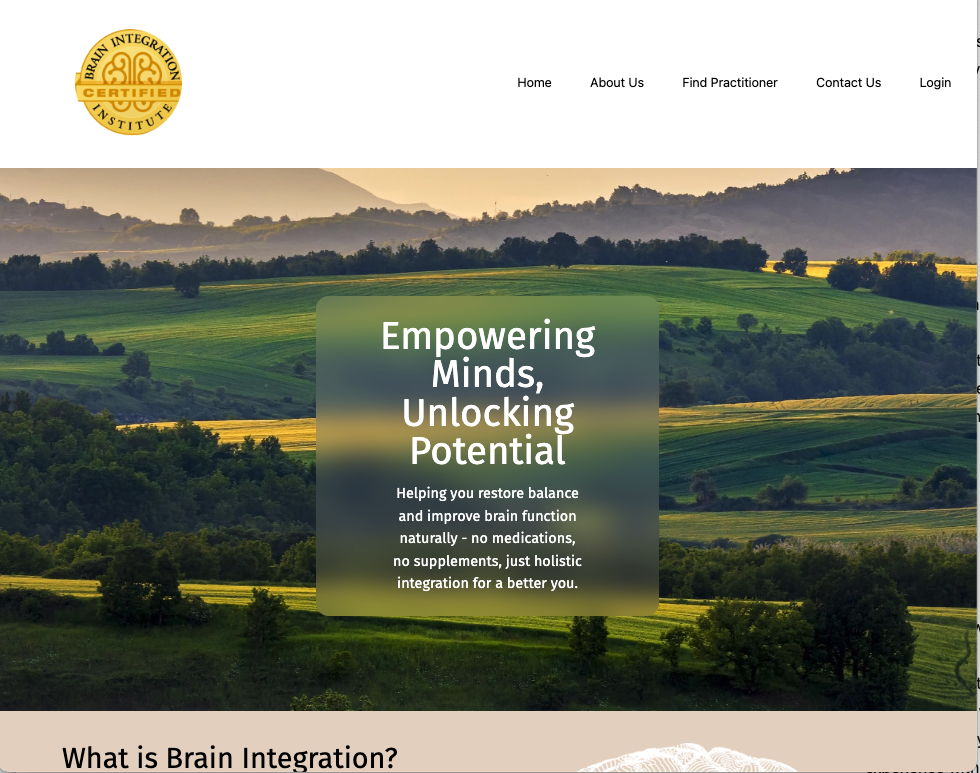 BRAIN INTEGRATION
CERTIFIED
INSTITUTE
Home About Us Find Practitioner Contact Us Login
Empowering
Minds,
Unlocking
Potential
Helping you restore balance
and improve brain function
naturally - no medications,
no supplements, just holistic
integration for a better you.
What is Brain Integration?